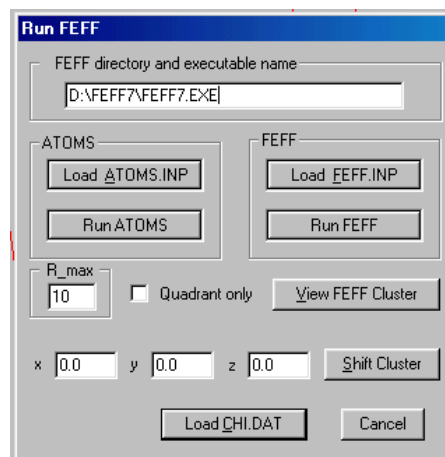 Run FEFF
FEFF directory and executable name
D:\FEFF7\FEFF7.EXE
ATOMS
FEFF
Load ATOMS.INP
Load FEFF.INP
Run ATOMS
Run FEFF
R_max
10
Quadrant only
View FEFF Cluster
x 0.0 y 0.0 z 0.0 Shift Cluster
Load CHI.DAT
Cancel